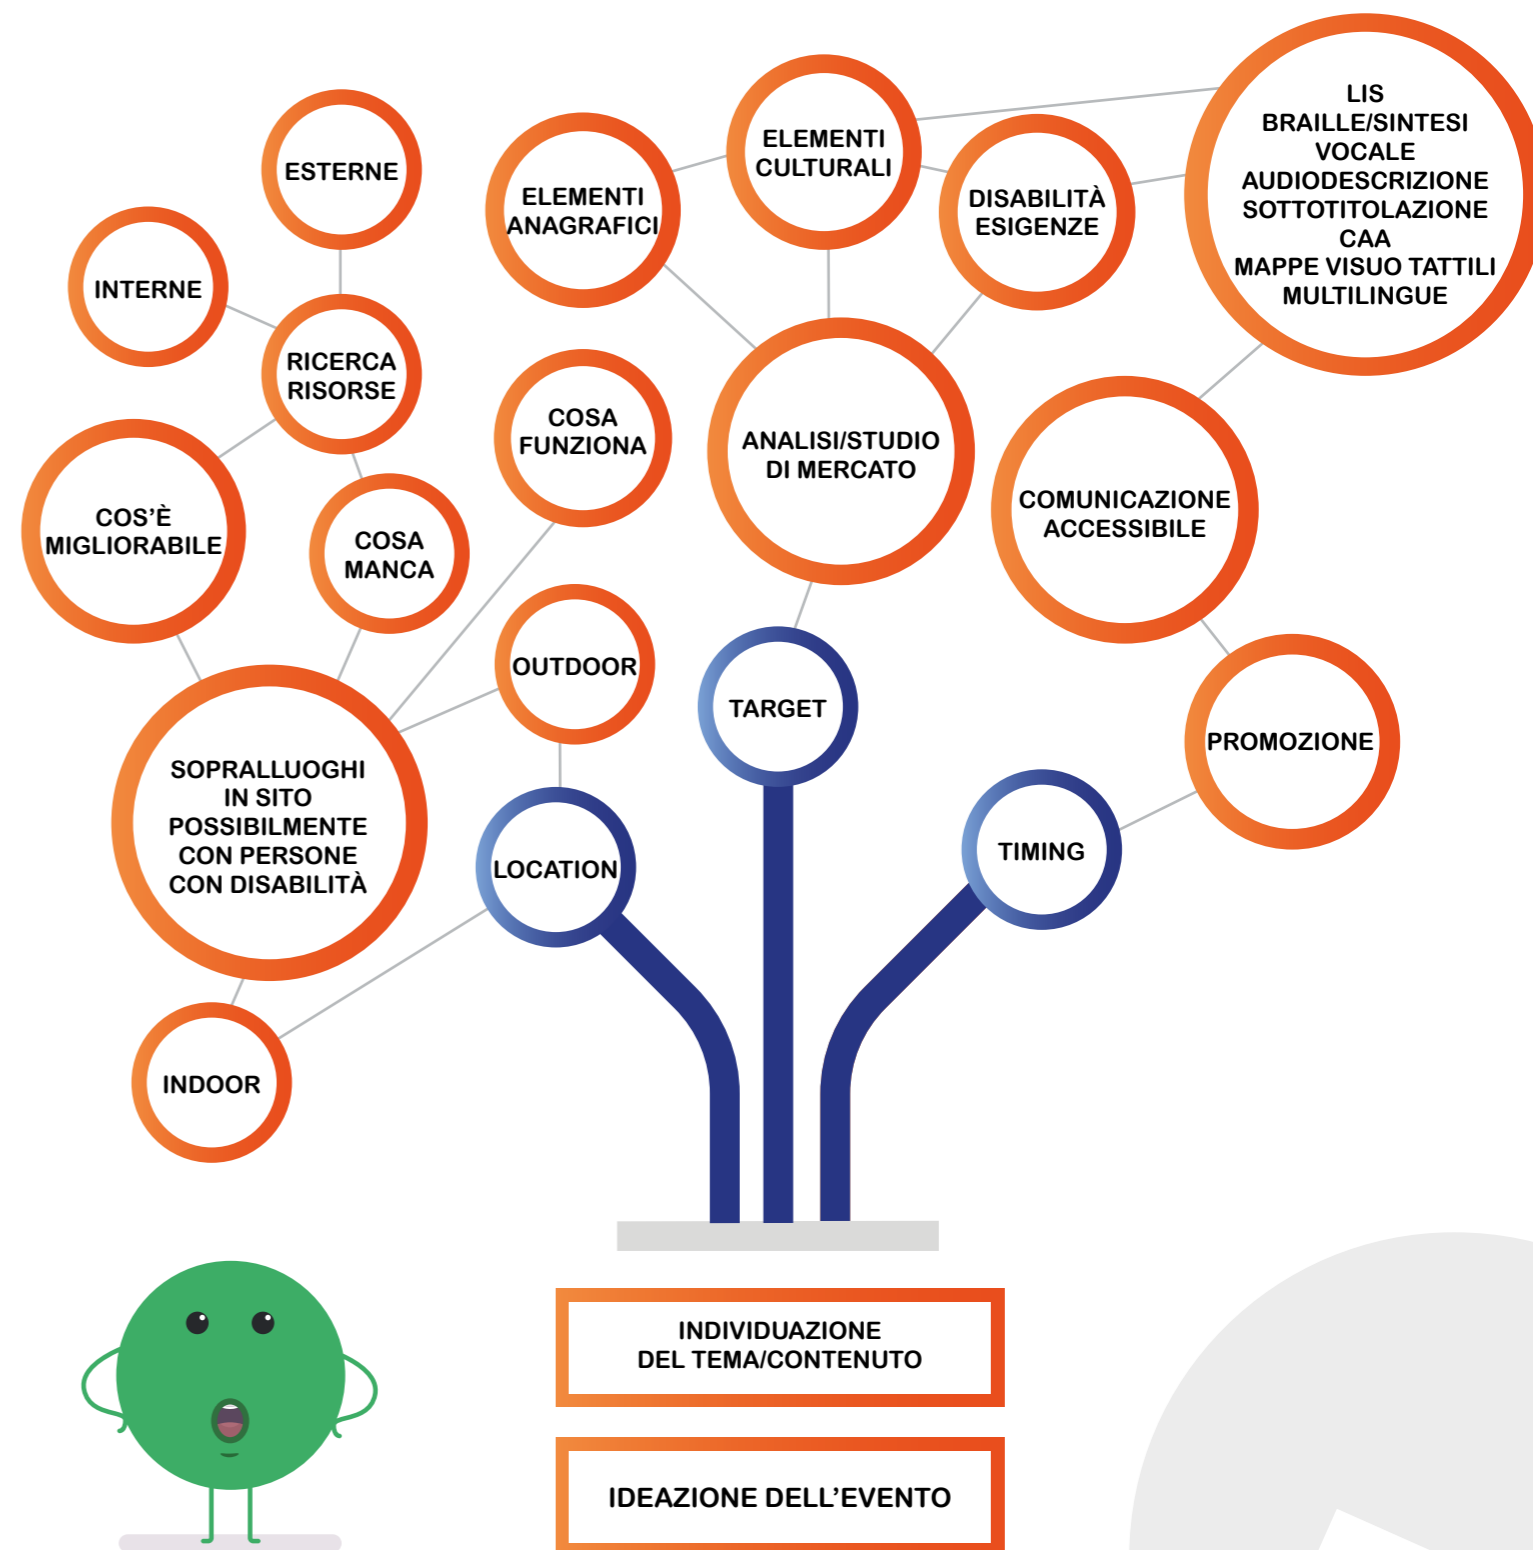 LIS
BRAILLE/SINTESI
VOCALE
AUDIODESCRIZIONE
SOTTOTITOLAZIONE
CAA
MAPPE VISUO TATTILI
MULTILINGUE
ELEMENTI
CULTURALI
ESTERNE
ELEMENTI
ANAGRAFICI
DISABILITÀ
ESIGENZE
INTERNE
RICERCA
RISORSE
COSA
FUNZIONA
ANALISI/STUDIO
DI MERCATO
COMUNICAZIONE
ACCESSIBILE
COS'È
MIGLIORABILE
COSA
MANCA
OUTDOOR
TARGET
PROMOZIONE
SOPRALLUOGHI
IN SITO
POSSIBILMENTE
CON PERSONE
CON DISABILITÀ
LOCATION
TIMING
INDOOR
INDIVIDUAZIONE
DEL TEMA/CONTENUTO
IDEAZIONE DELL'EVENTO